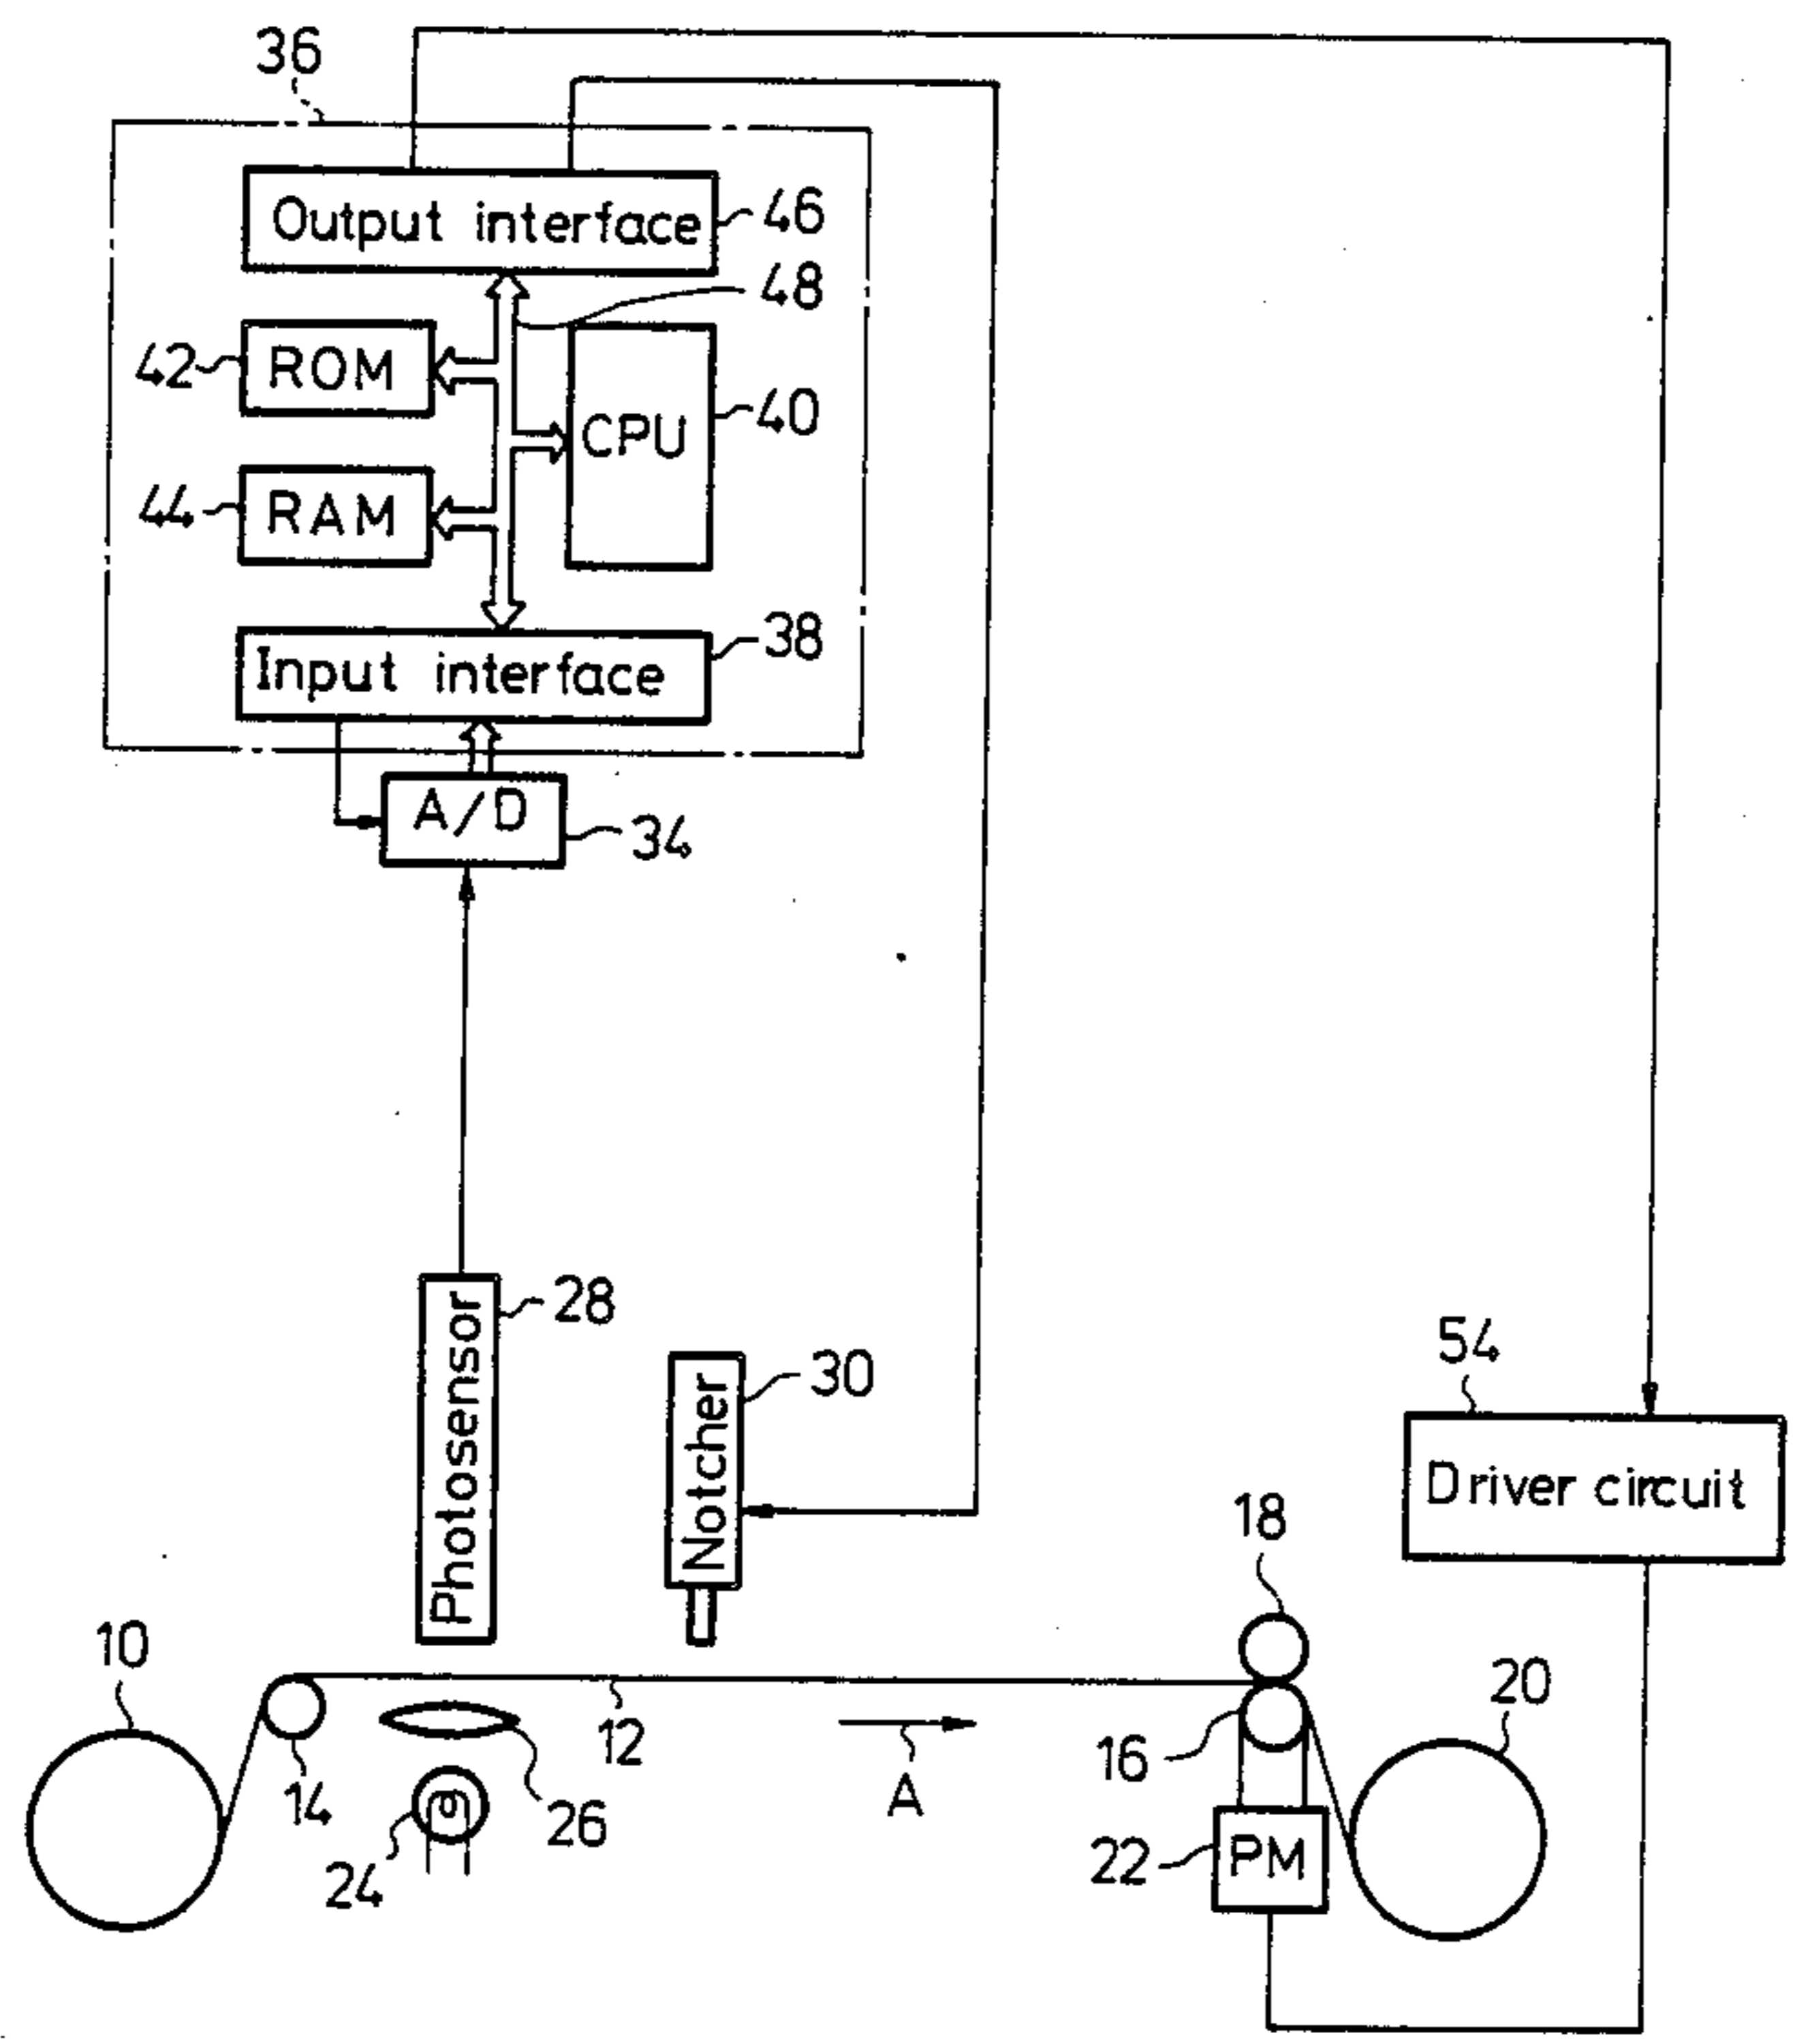 36
Output interface
46
48
42
ROM
CPU
40
44
RAM
Input interface
38
A/D
34
Photosensor
28
Notcher
30
54
Driver circuit
18
10
20
12
16
14
A
26
22
PM
24